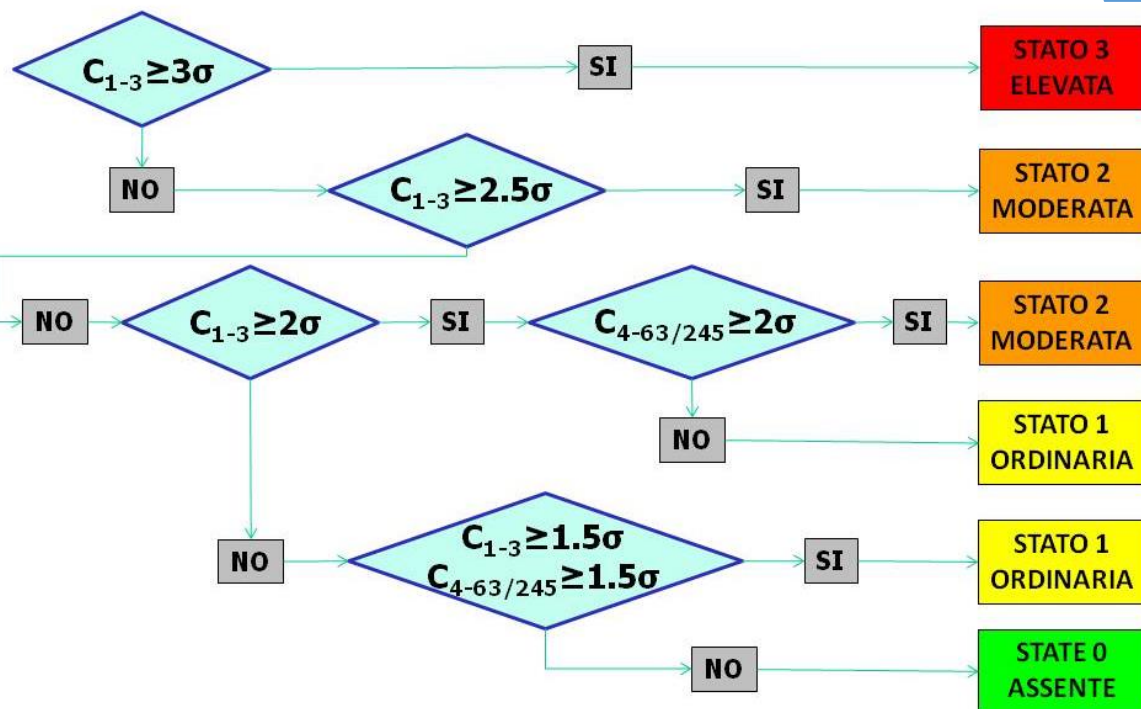 C1-3≥3σ
SI
STATO 3
ELEVATA
NO
C1-3≥2.5σ
SI
STATO 2
MODERATA
NO
C1-3≥2σ
SI
C4-63/245≥2σ
SI
STATO 2
MODERATA
NO
STATO 1
ORDINARIA
NO
C1-3≥1.5σ
C4-63/245≥1.5σ
SI
STATO 1
ORDINARIA
NO
STATE 0
ASSENTE